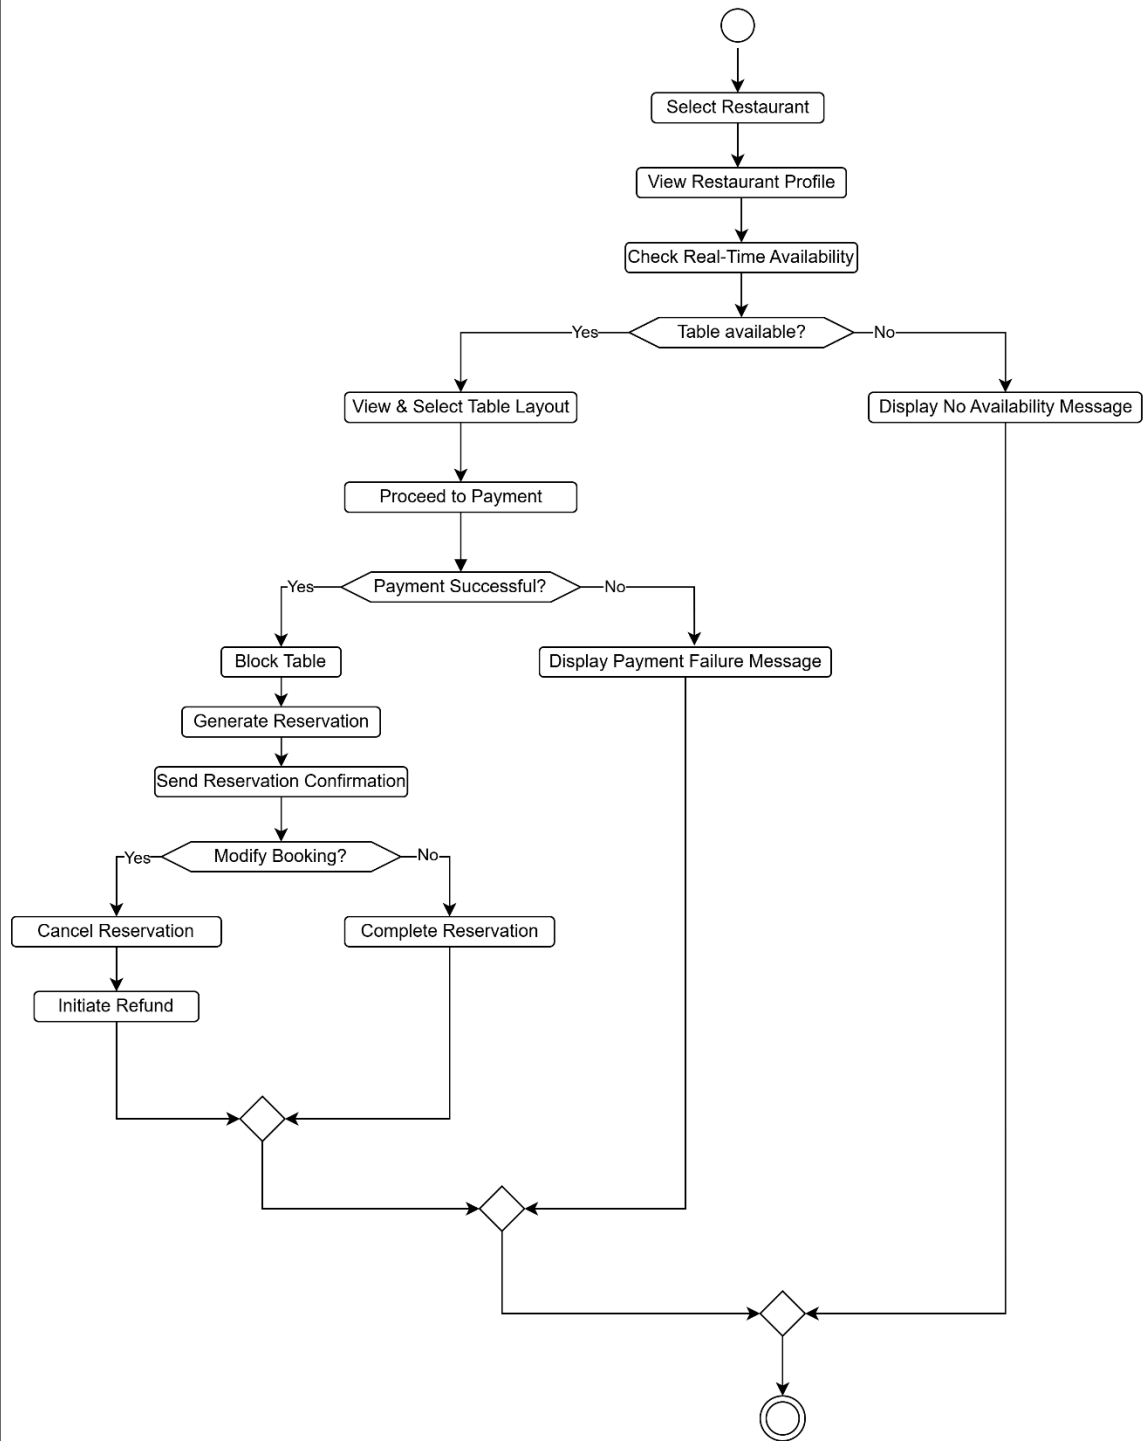 Select Restaurant
View Restaurant Profile
Check Real-Time Availability
Table available?
Yes
No
View & Select Table Layout
Display No Availability Message
Proceed to Payment
Payment Successful?
Yes
No
Block Table
Display Payment Failure Message
Generate Reservation
Send Reservation Confirmation
Modify Booking?
Yes
No
Cancel Reservation
Complete Reservation
Initiate Refund